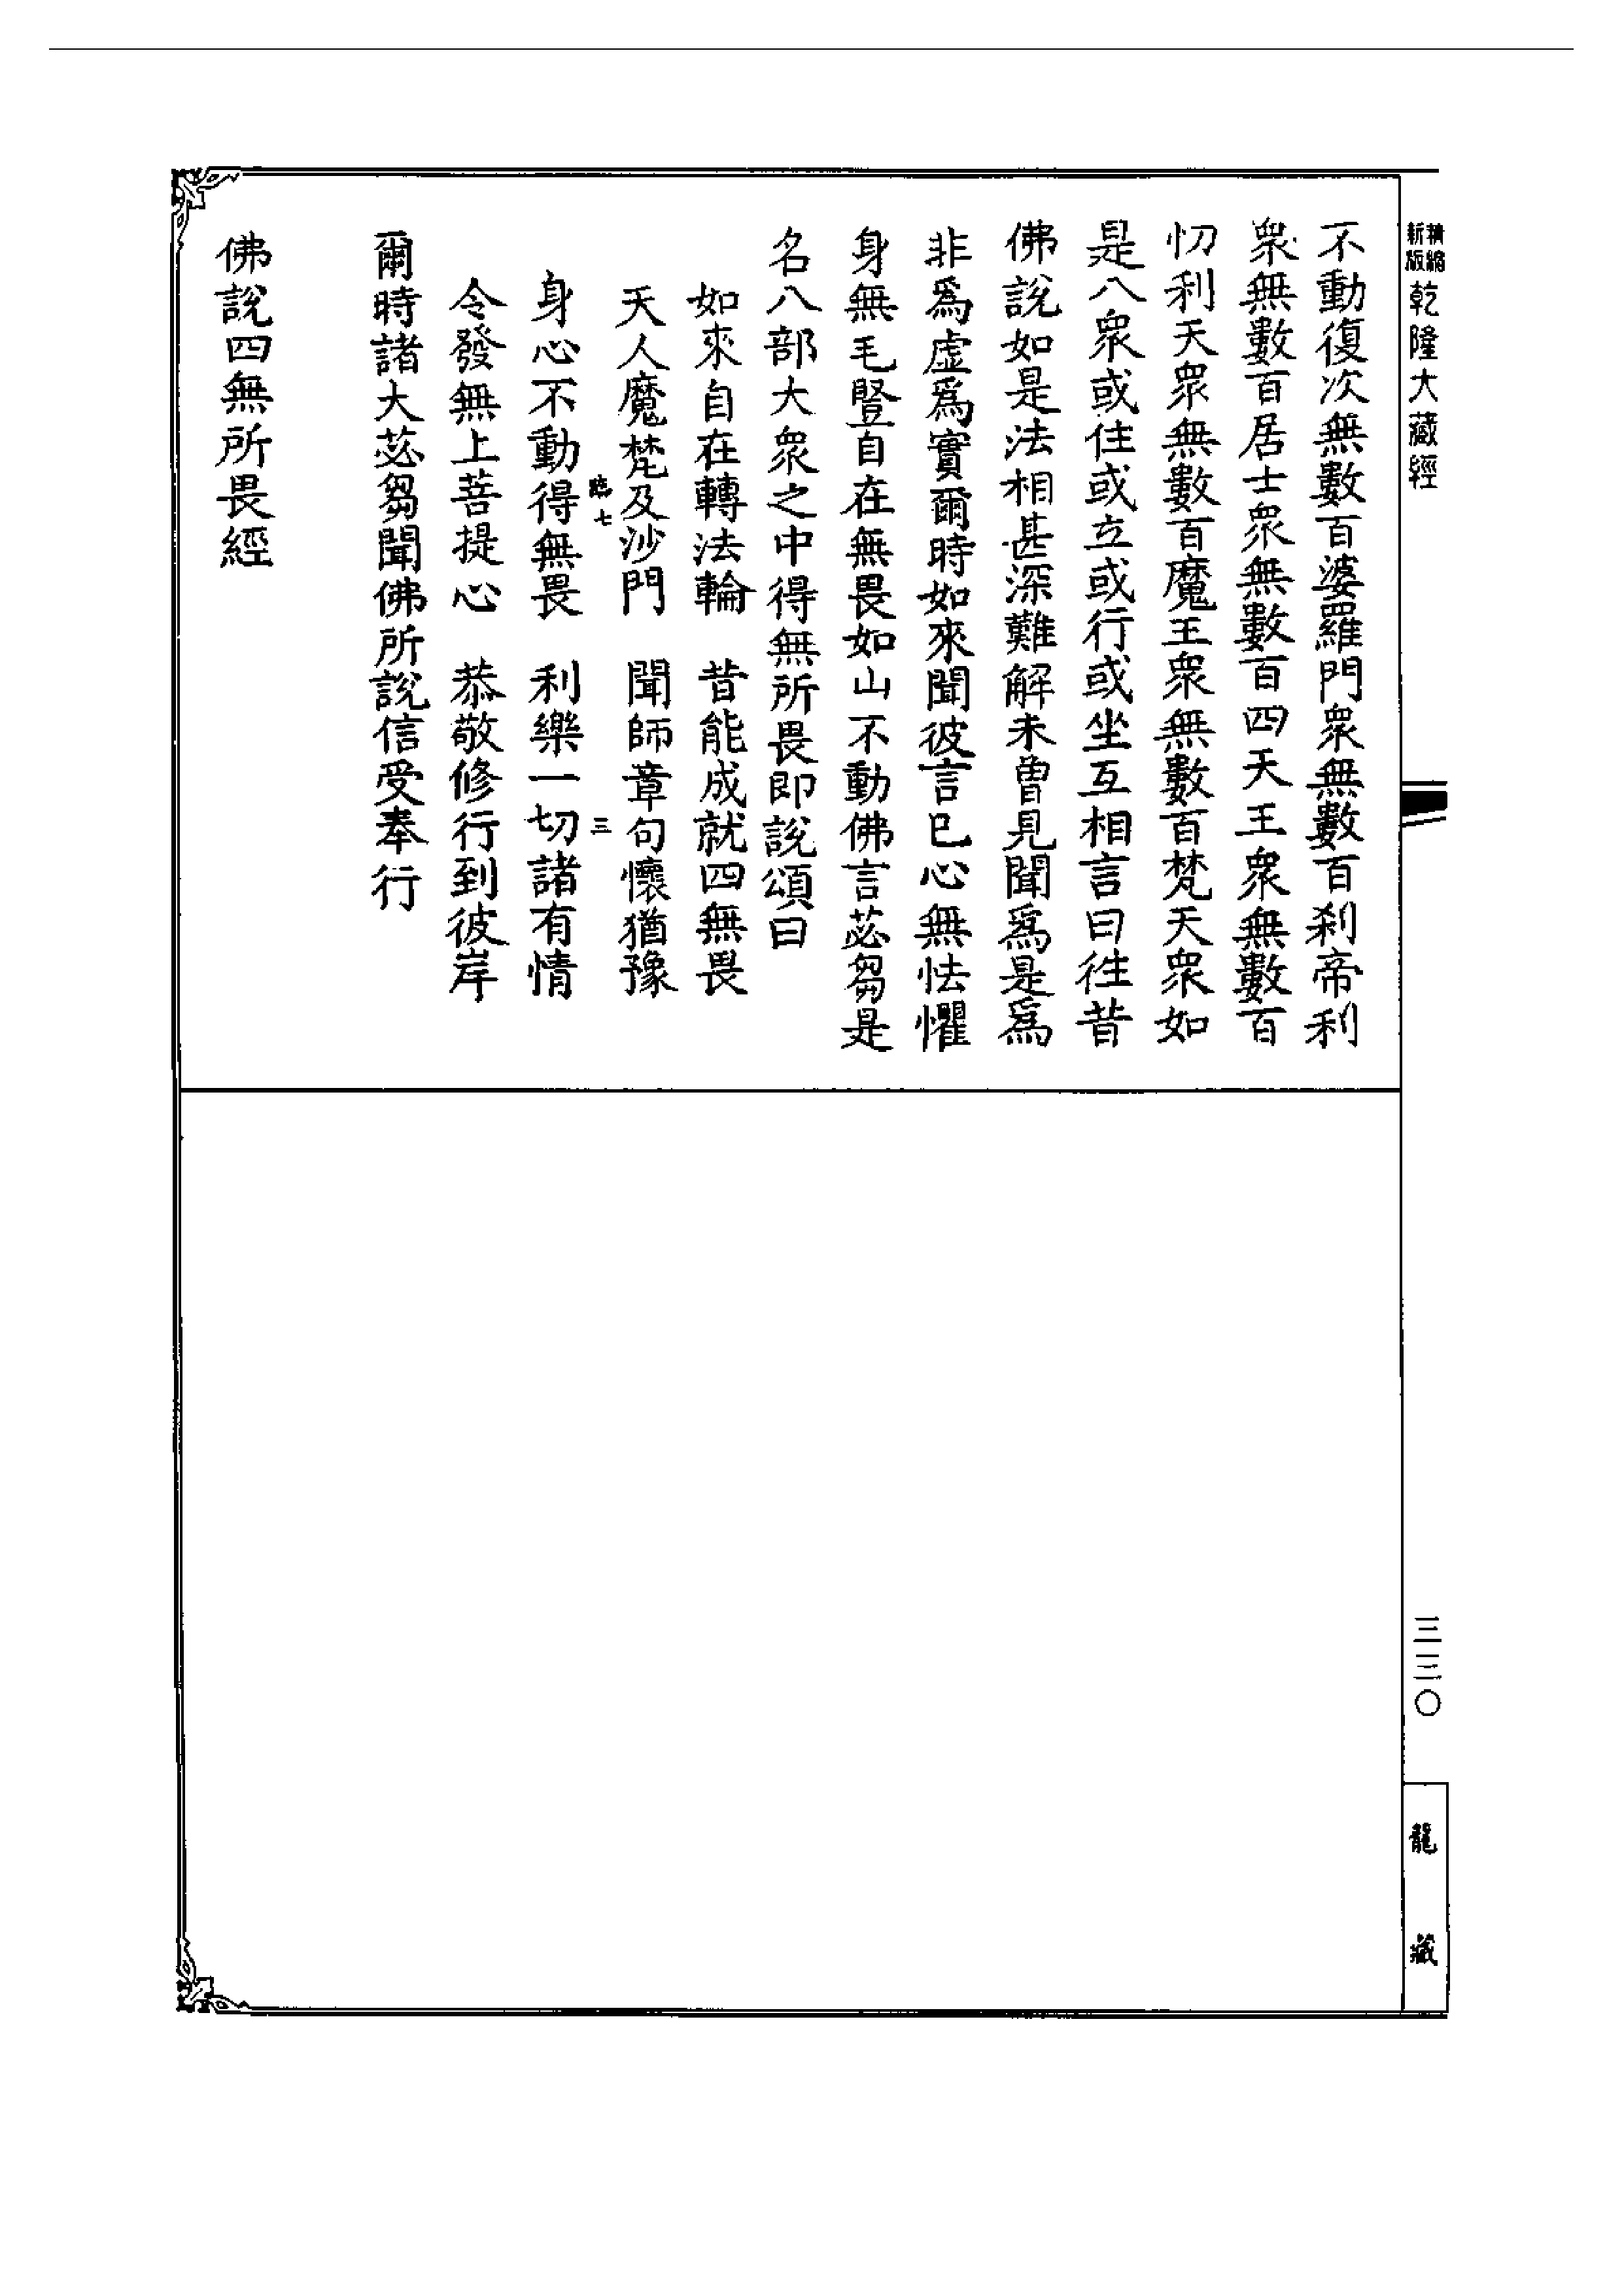 精縮
新版
乾隆大藏經
三三〇
龍藏
不動復次無數百婆羅門衆無數百刹帝利
衆無數百居士衆無數百四天王衆無數百
忉利天衆無數百魔王衆無數百梵天衆如
是八衆或住或立或行或坐互相言曰往昔
佛說如是法相甚深難解未曾見聞爲是爲
非爲虛爲實爾時如來聞彼言已心無怯懼
身無毛豎自在無畏如山不動佛言苾芻是
名八部大衆之中得無所畏即說頌曰
如來自在轉法輪　昔能成就四無畏
天人魔梵及沙門　聞師章句懷猶豫
七　三
身心不動得無畏　利樂一切諸有情
令發無上菩提心　恭敬修行到彼岸
爾時諸大苾芻聞佛所說信受奉行
佛說四無所畏經